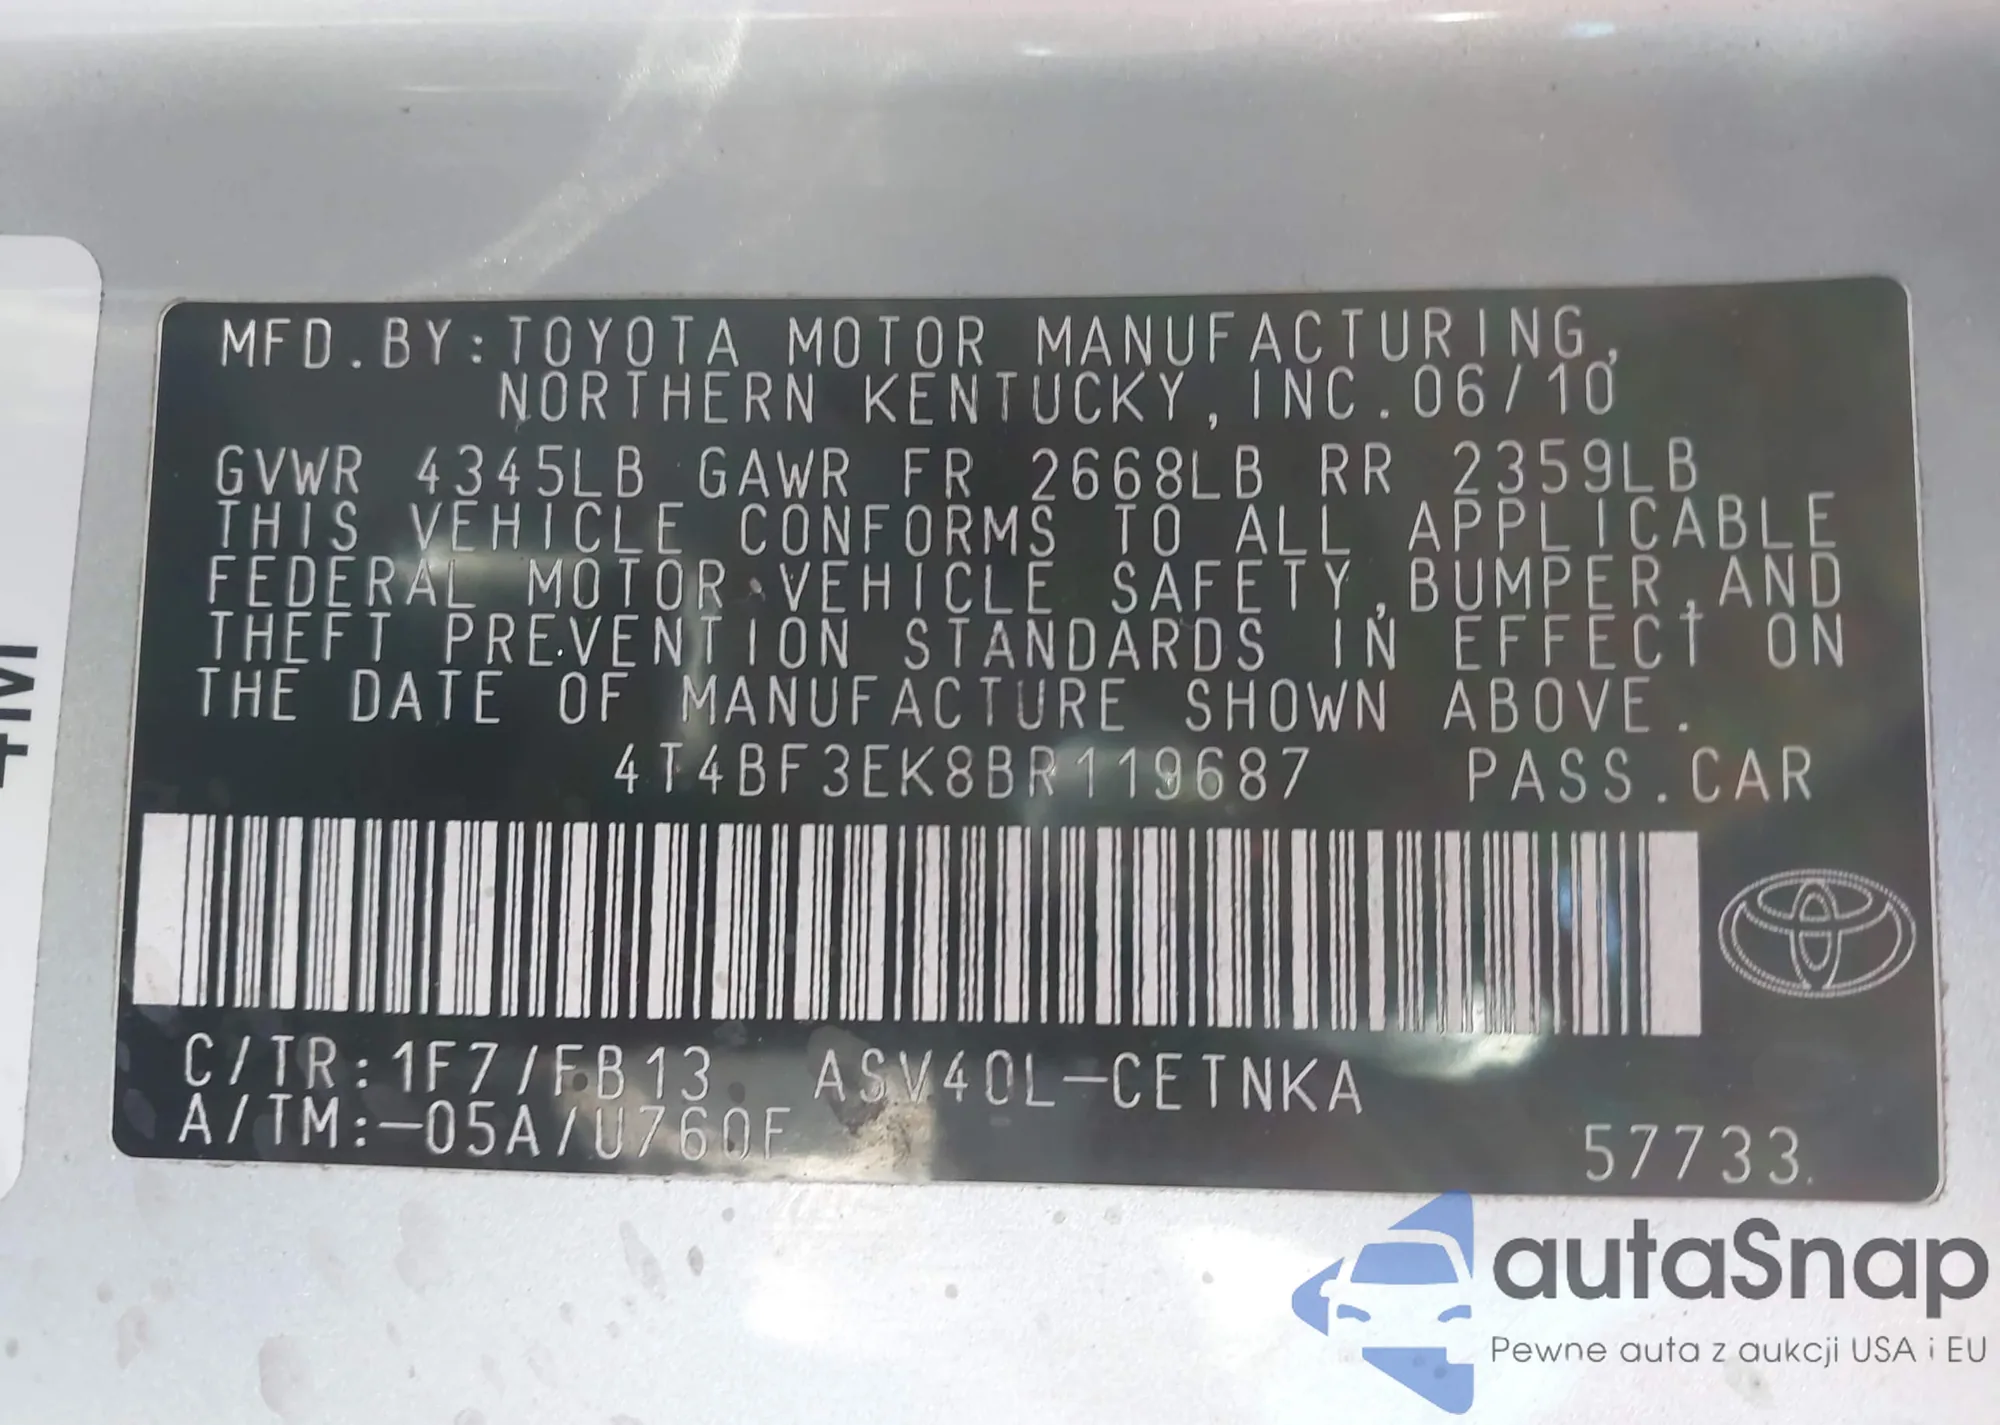 MFD.BY:TOYOTA MOTOR MANUFACTURING,
NORTHERN KENTUCKY, INC. 06/10
GVWR 4345LB GAWR FR 2668LB RR 2359LB
THIS VEHICLE CONFORMS TO ALL APPLICABLE
FEDERAL MOTOR VEHICLE SAFETY, BUMPER, AND
THEFT PREVENTION STANDARDS IN EFFECT ON
THE DATE OF MANUFACTURE SHOWN ABOVE.
4T4BF3EK8BR119687 PASS.CAR
C/TR:1F7/FB13 ASV40L-CETNKA
A/TM:-05A/U760F
57733
autaSnap
Pewne auta z aukcji USA i EU